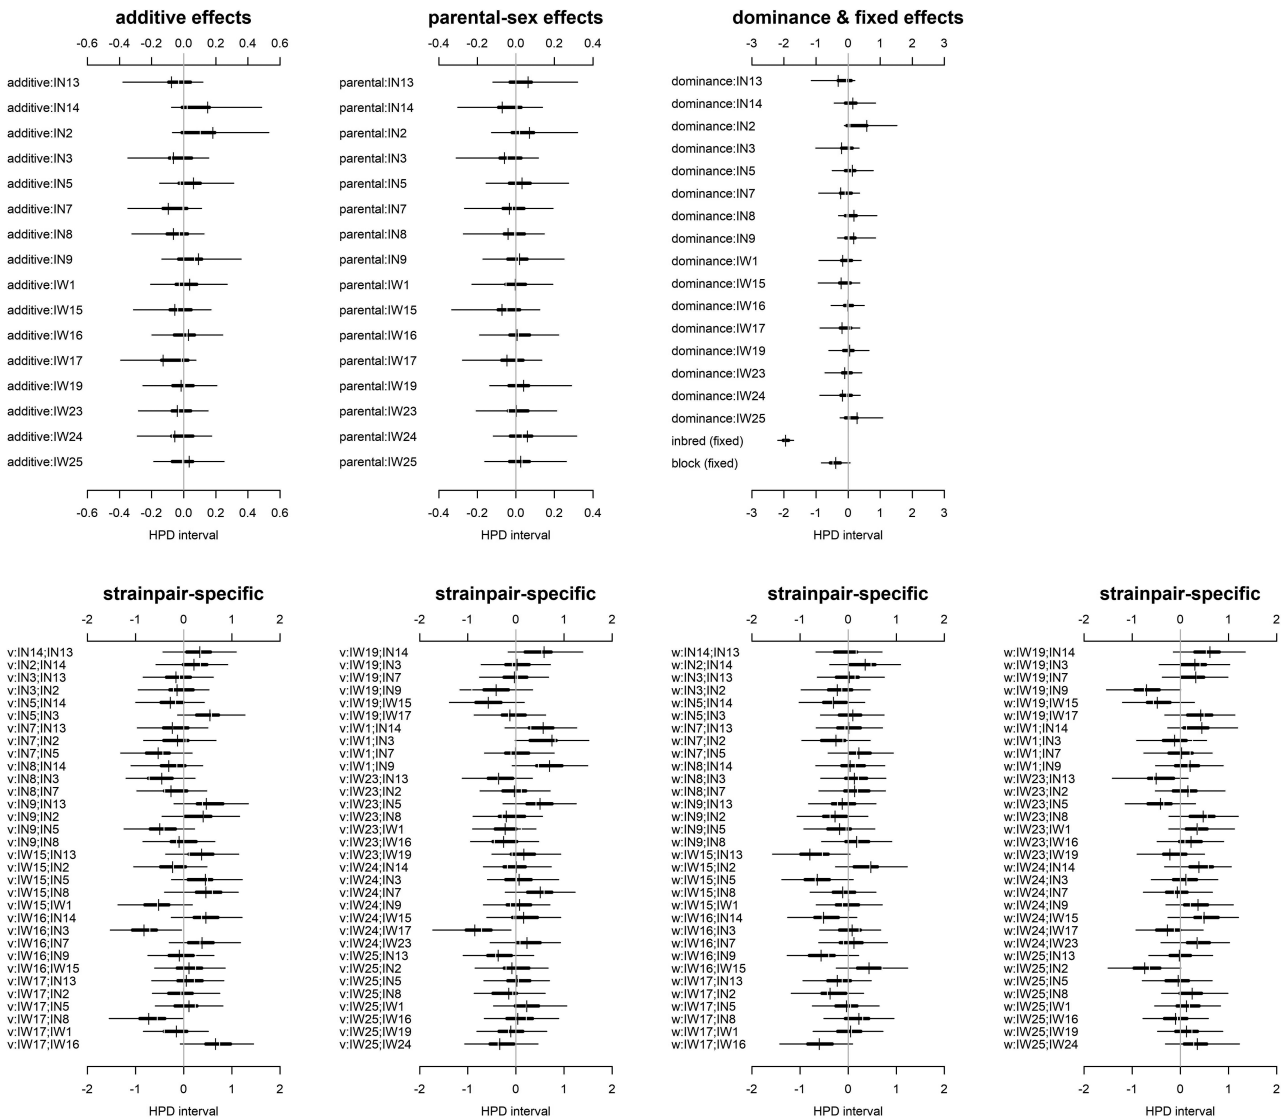 additive effects
-0.6 -0.4 -0.2 0.0 0.2 0.4 0.6
additive:IN13
additive:IN14
additive:IN2
additive:IN3
additive:IN5
additive:IN7
additive:IN8
additive:IN9
additive:IW1
additive:IW15
additive:IW16
additive:IW17
additive:IW19
additive:IW23
additive:IW24
additive:IW25
-0.6 -0.4 -0.2 0.0 0.2 0.4 0.6
HPD interval
parental-sex effects
-0.4 -0.2 0.0 0.2 0.4
parental:IN13
parental:IN14
parental:IN2
parental:IN3
parental:IN5
parental:IN7
parental:IN8
parental:IN9
parental:IW1
parental:IW15
parental:IW16
parental:IW17
parental:IW19
parental:IW23
parental:IW24
parental:IW25
-0.4 -0.2 0.0 0.2 0.4
HPD interval
dominance & fixed effects
-3 -2 -1 0 1 2 3
dominance:IN13
dominance:IN14
dominance:IN2
dominance:IN3
dominance:IN5
dominance:IN7
dominance:IN8
dominance:IN9
dominance:IW1
dominance:IW15
dominance:IW16
dominance:IW17
dominance:IW19
dominance:IW23
dominance:IW24
dominance:IW25
inbred (fixed)
block (fixed)
-3 -2 -1 0 1 2 3
HPD interval
strainpair-specific
-2 -1 0 1 2
v:IN14;IN13
v:IN2;IN14
v:IN3;IN13
v:IN3;IN2
v:IN5;IN14
v:IN5;IN3
v:IN7;IN13
v:IN7;IN2
v:IN7;IN5
v:IN8;IN14
v:IN8;IN3
v:IN8;IN7
v:IN9;IN13
v:IN9;IN2
v:IN9;IN5
v:IN9;IN8
v:IW15;IN13
v:IW15;IN2
v:IW15;IN5
v:IW15;IN8
v:IW15;IW1
v:IW16;IN14
v:IW16;IN3
v:IW16;IN7
v:IW16;IN9
v:IW16;IW15
v:IW17;IN13
v:IW17;IN2
v:IW17;IN5
v:IW17;IN8
v:IW17;IW1
v:IW17;IW16
-2 -1 0 1 2
HPD interval
strainpair-specific
-2 -1 0 1 2
v:IW19;IN14
v:IW19;IN3
v:IW19;IN7
v:IW19;IN9
v:IW19;IW15
v:IW19;IW17
v:IW1;IN14
v:IW1;IN3
v:IW1;IN7
v:IW1;IN9
v:IW23;IN13
v:IW23;IN2
v:IW23;IN5
v:IW23;IN8
v:IW23;IW1
v:IW23;IW16
v:IW23;IW19
v:IW24;IN14
v:IW24;IN3
v:IW24;IN7
v:IW24;IN9
v:IW24;IW15
v:IW24;IW17
v:IW24;IW23
v:IW25;IN13
v:IW25;IN2
v:IW25;IN5
v:IW25;IN8
v:IW25;IW1
v:IW25;IW16
v:IW25;IW19
v:IW25;IW24
-2 -1 0 1 2
HPD interval
strainpair-specific
-2 -1 0 1 2
w:IN14;IN13
w:IN2;IN14
w:IN3;IN13
w:IN3;IN2
w:IN5;IN14
w:IN5;IN3
w:IN7;IN13
w:IN7;IN2
w:IN7;IN5
w:IN8;IN14
w:IN8;IN3
w:IN8;IN7
w:IN9;IN13
w:IN9;IN2
w:IN9;IN5
w:IN9;IN8
w:IW15;IN13
w:IW15;IN2
w:IW15;IN5
w:IW15;IN8
w:IW15;IW1
w:IW16;IN14
w:IW16;IN3
w:IW16;IN7
w:IW16;IN9
w:IW16;IW15
w:IW17;IN13
w:IW17;IN2
w:IW17;IN5
w:IW17;IN8
w:IW17;IW1
w:IW17;IW16
-2 -1 0 1 2
HPD interval
strainpair-specific
-2 -1 0 1 2
w:IW19;IN14
w:IW19;IN3
w:IW19;IN7
w:IW19;IN9
w:IW19;IW15
w:IW19;IW17
w:IW1;IN14
w:IW1;IN3
w:IW1;IN7
w:IW1;IN9
w:IW23;IN13
w:IW23;IN2
w:IW23;IN5
w:IW23;IN8
w:IW23;IW1
w:IW23;IW16
w:IW23;IW19
w:IW24;IN14
w:IW24;IN3
w:IW24;IN7
w:IW24;IN9
w:IW24;IW15
w:IW24;IW17
w:IW24;IW23
w:IW25;IN13
w:IW25;IN2
w:IW25;IN5
w:IW25;IN8
w:IW25;IW1
w:IW25;IW16
w:IW25;IW19
w:IW25;IW24
-2 -1 0 1 2
HPD interval